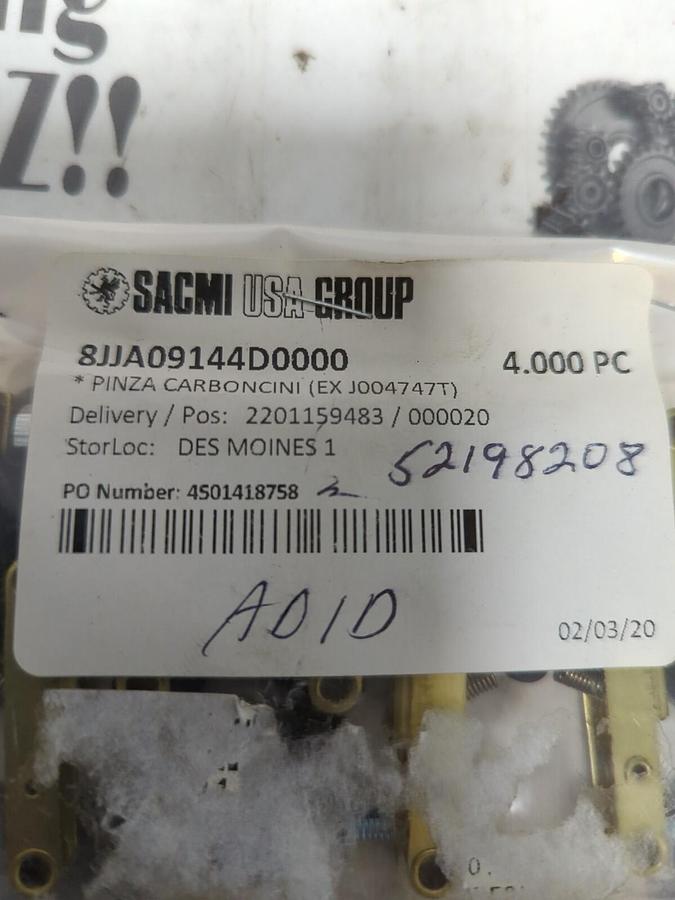 Z!!
SACMI USA GROUP
8JJA09144D0000 4.000 PC
* PINZA CARBONCINI (EX J004747T)
Delivery / Pos: 2201159483 / 000020
StorLoc: DES MOINES 1 52198208
PO Number: 4501418758
AD1D
02/03/20